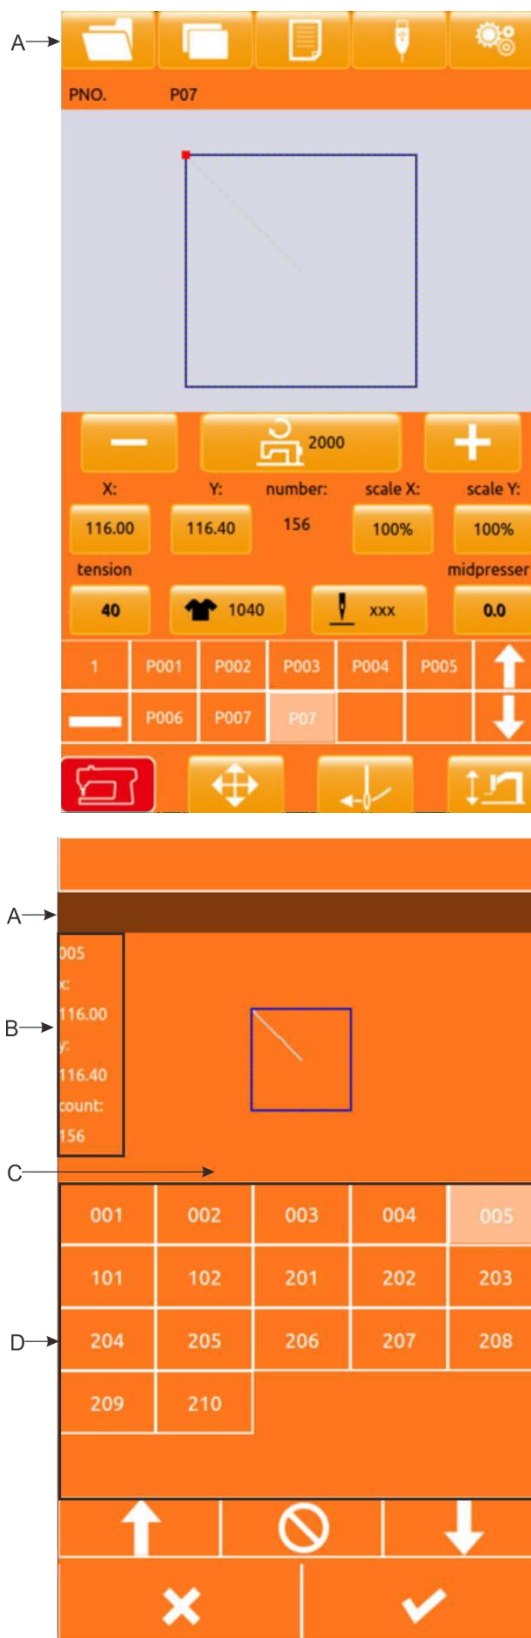 A
PNO. P07
2000
X: Y: number: scale X: scale Y:
116.00 116.40 156 100% 100%
tension midpresser
40 1040 xxx 0.0
1 P001 P002 P003 P004 P005
P006 P007 P07
A
005
x:
116.00
B
y:
116.40
count:
156
C
001 002 003 004 005
101 102 201 202 203
D
204 205 206 207 208
209 210